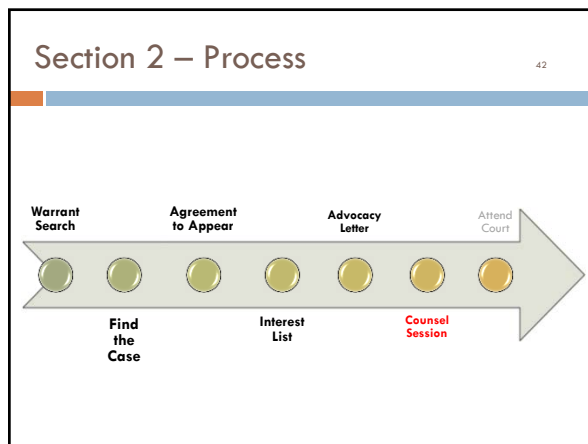 Section 2 – Process
42
Warrant
Search
Agreement
to Appear
Advocacy
Letter
Attend
Court
Find
the
Case
Interest
List
Counsel
Session